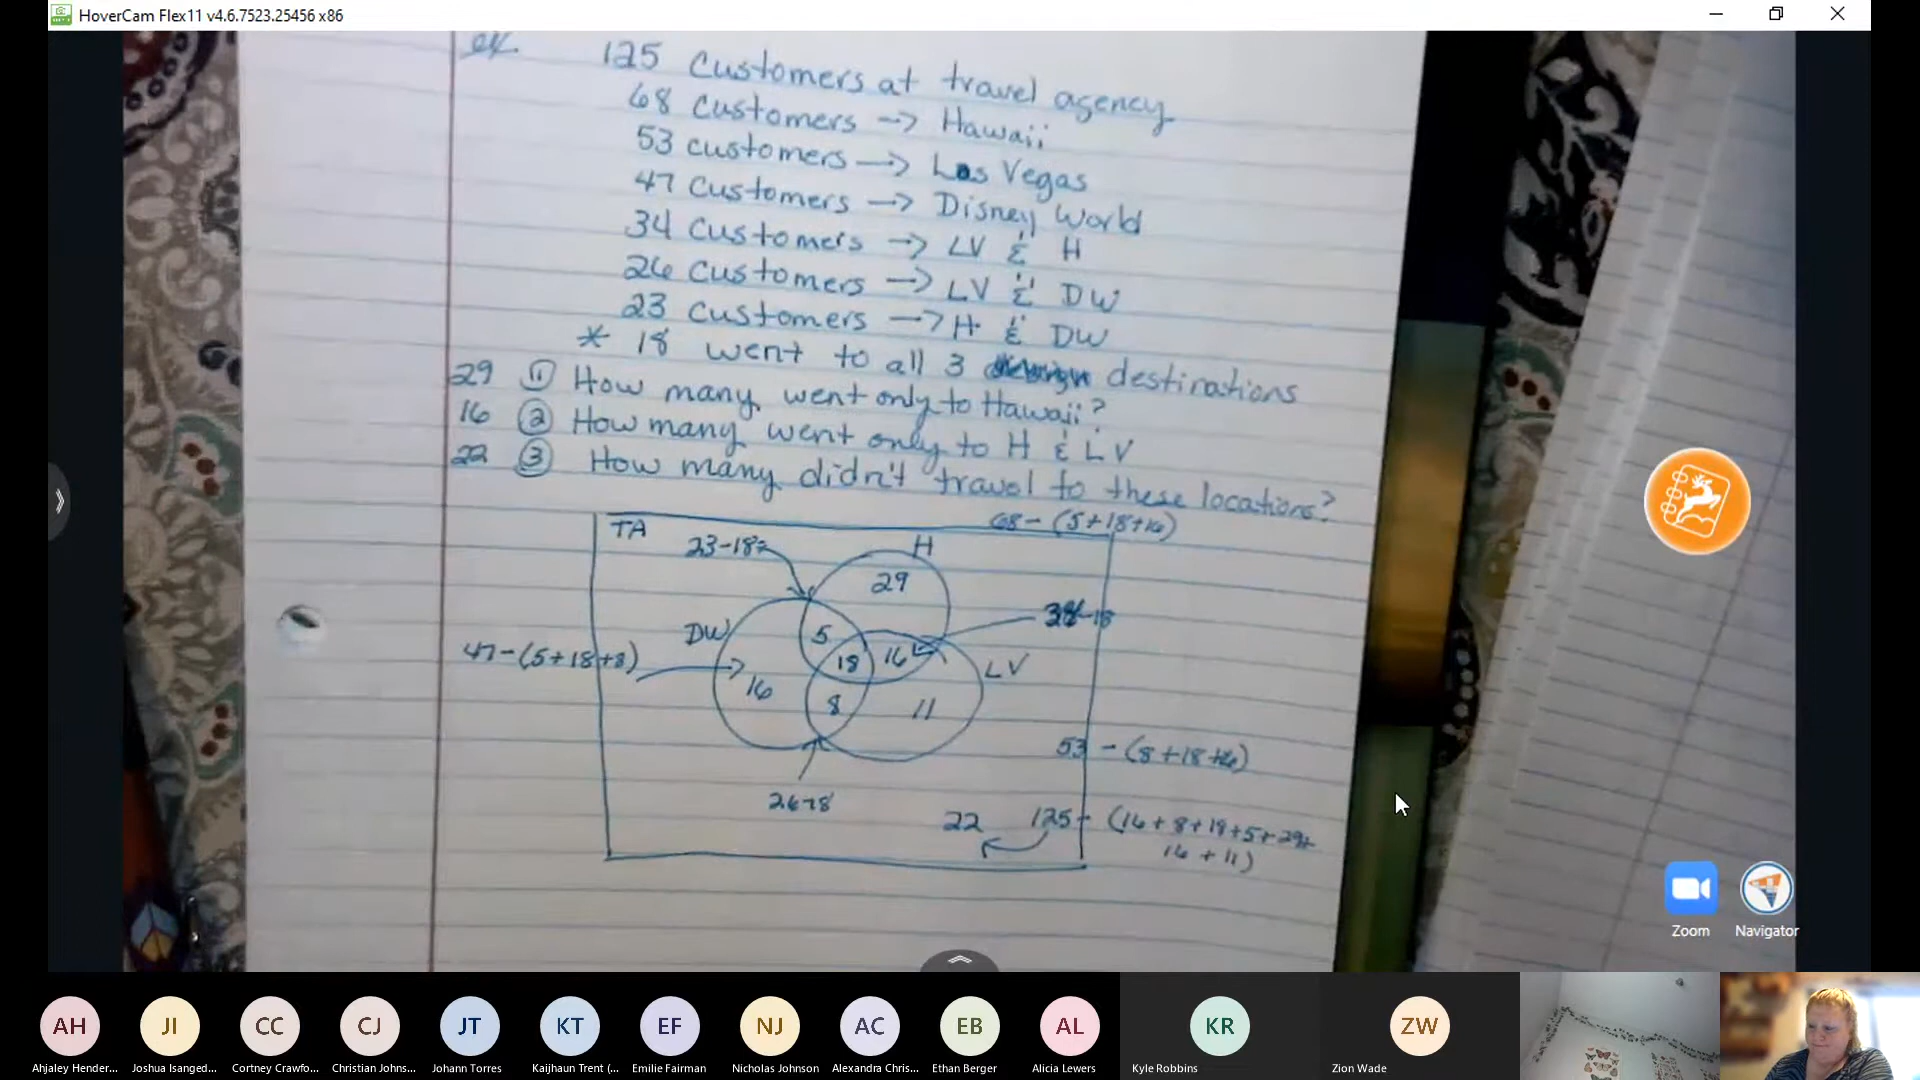 HoverCam Flex11 v4.6.7523.25456 x86
ex.
125 Customers at travel agency
68 Customers → Hawaii
53 customers → Las Vegas
47 Customers → Disney World
34 Customers → LV & H
26 Customers → LV & DW
23 Customers → H & DW
* 18 went to all 3 destinations
29 ① How many went only to Hawaii?
16 ② How many went only to H & LV
22 ③ How many didn't travel to these locations?
68 - (5+18+16)
TA
23-18=
H
29
-18
DW
5
47-(5+18+8)
18
16
LV
16
8
11
53 - (8+18+16)
26-18
22
125- (16+8+18+5+29+
16+11)
Zoom
Navigator
AH
JI
CC
CJ
JT
KT
EF
NJ
AC
EB
AL
KR
ZW
Ahjaley Hender...
Joshua Isanged...
Cortney Crawfo...
Christian Johns...
Johann Torres
Kaijhaun Trent (...
Emilie Fairman
Nicholas Johnson
Alexandra Chris...
Ethan Berger
Alicia Lewers
Kyle Robbins
Zion Wade